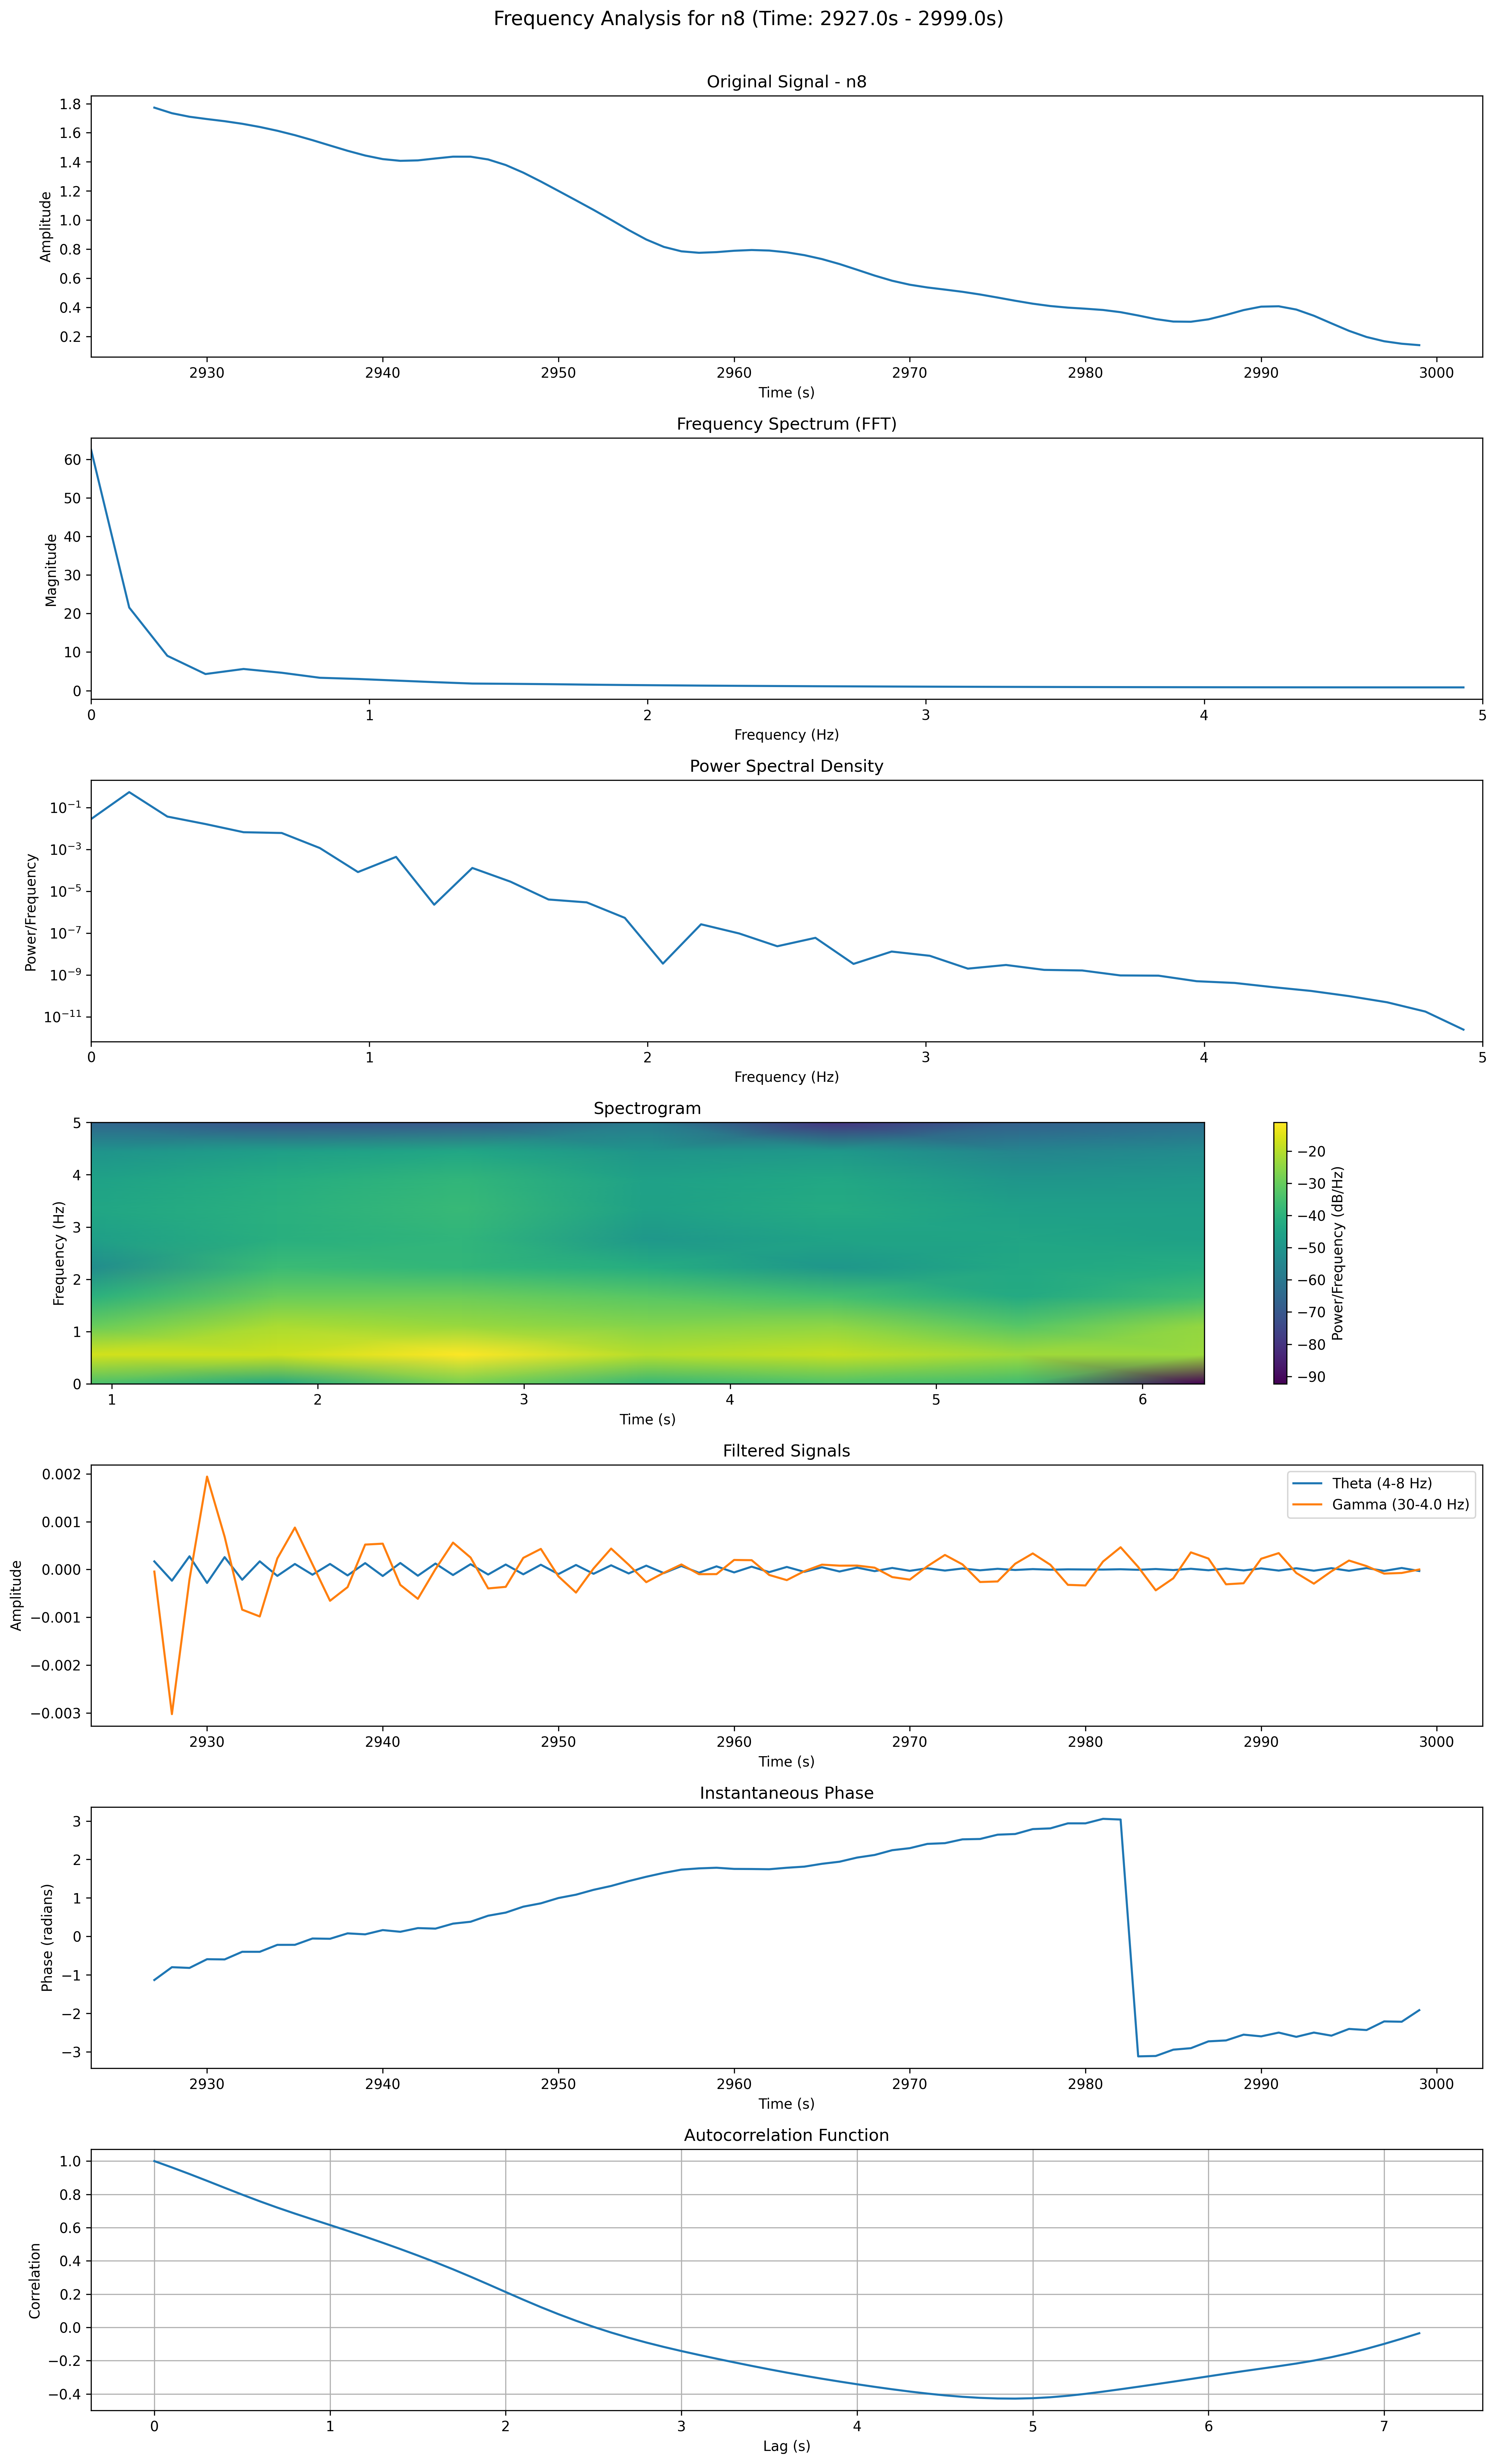 Frequency Analysis for n8 (Time: 2927.0s - 2999.0s)
Original Signal - n8
Amplitude
1.8
1.6
1.4
1.2
1.0
0.8
0.6
0.4
0.2
2930 2940 2950 2960 2970 2980 2990 3000
Time (s)
Frequency Spectrum (FFT)
Magnitude
60
50
40
30
20
10
0
0 1 2 3 4 5
Frequency (Hz)
Power Spectral Density
Power/Frequency
10⁻¹
10⁻³
10⁻⁵
10⁻⁷
10⁻⁹
10⁻¹¹
0 1 2 3 4 5
Frequency (Hz)
Spectrogram
Frequency (Hz)
5
4
3
2
1
0
1 2 3 4 5 6
Time (s)
−20
−30
−40
−50
−60
−70
−80
−90
Power/Frequency (dB/Hz)
Filtered Signals
Amplitude
0.002
0.001
0.000
−0.001
−0.002
−0.003
Theta (4-8 Hz)
Gamma (30-4.0 Hz)
2930 2940 2950 2960 2970 2980 2990 3000
Time (s)
Instantaneous Phase
Phase (radians)
3
2
1
0
−1
−2
−3
2930 2940 2950 2960 2970 2980 2990 3000
Time (s)
Autocorrelation Function
Correlation
1.0
0.8
0.6
0.4
0.2
0.0
−0.2
−0.4
0 1 2 3 4 5 6 7
Lag (s)